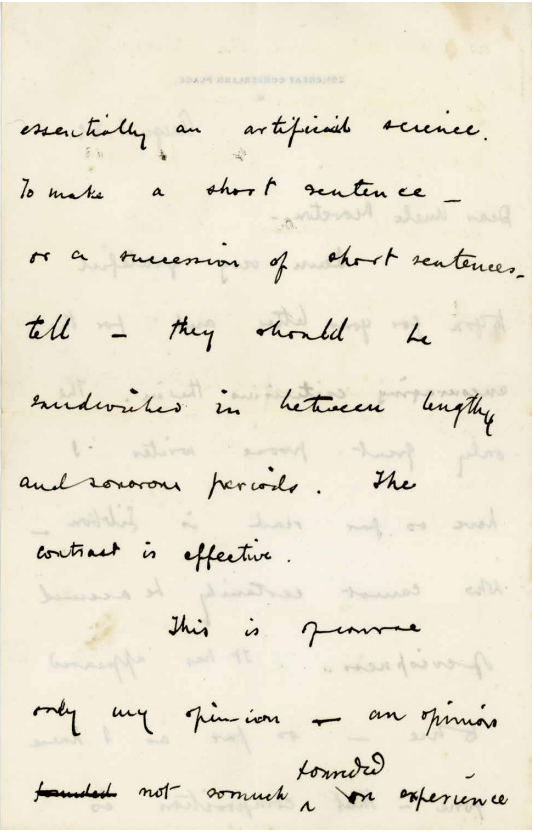 essentially an artificial science.
To make a short sentence –
or a succession of short sentences –
tell – they should be
sandwiched in between lengthy
and sonorous periods. The
contrast is effective.
This is of course
only my opinion – an opinion
founded not so much ^ founded on experience